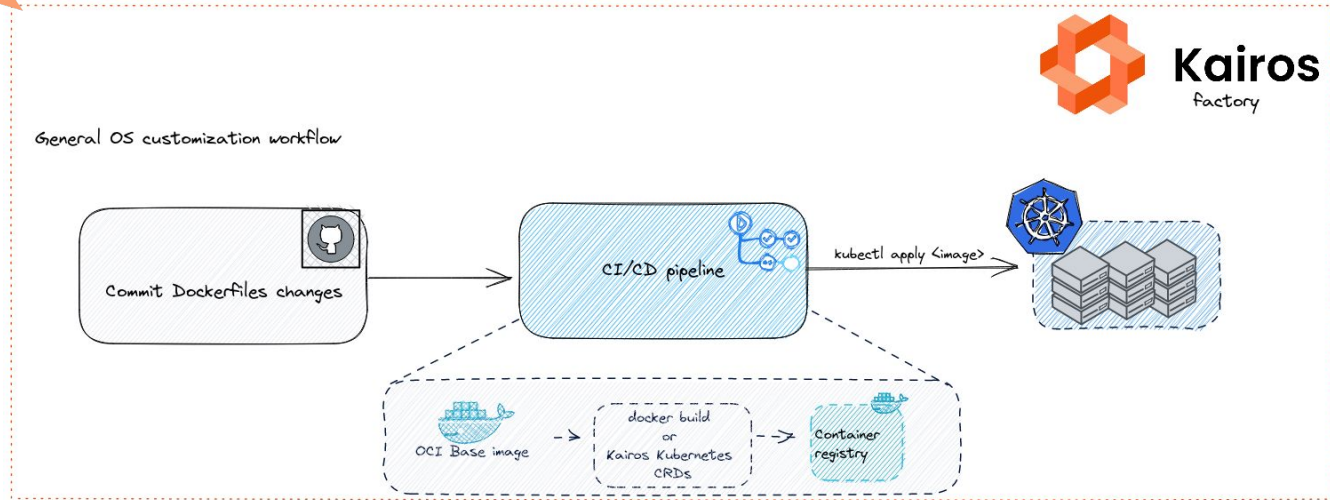 Kairos
factory
General OS customization workflow
Commit Dockerfiles changes
CI/CD pipeline
kubectl apply <image>
OCI Base image
docker build
or
Kairos Kubernetes
CRDs
Container
registry